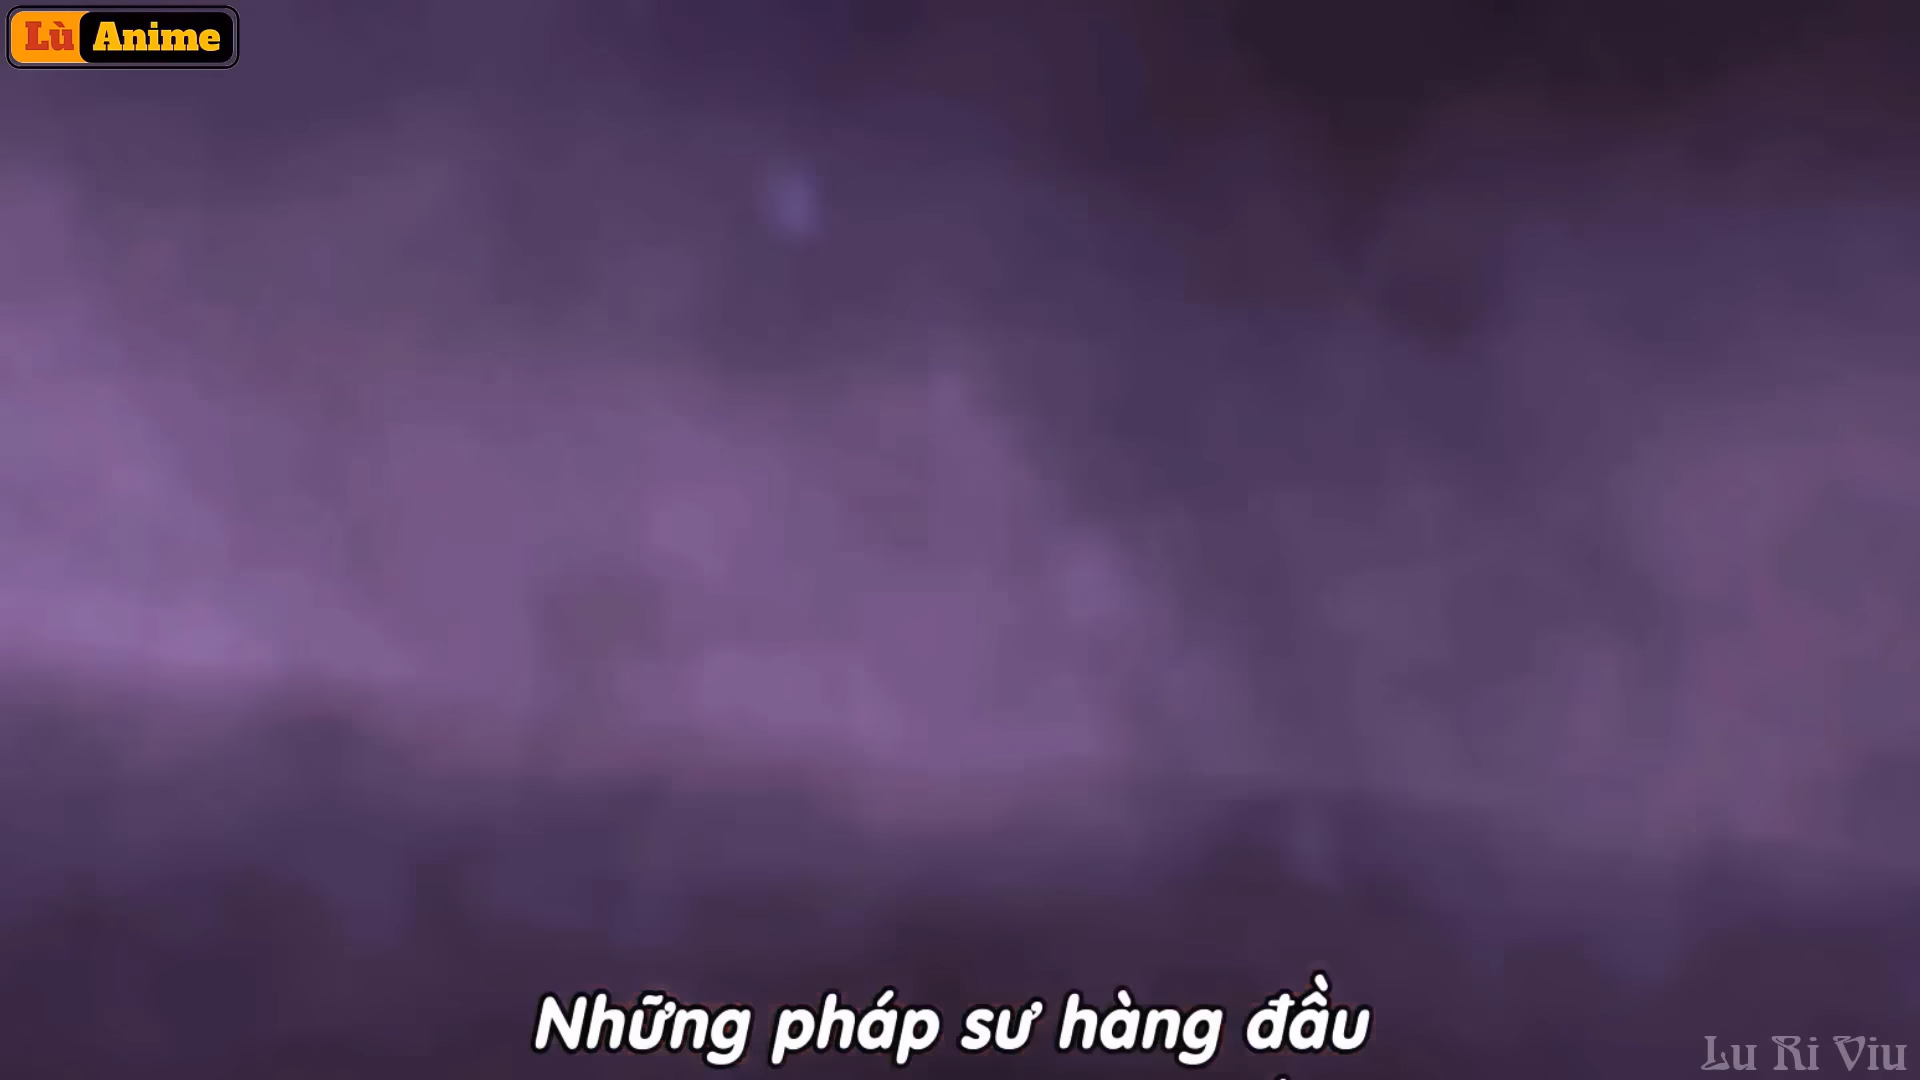 Lù Anime
Những pháp sư hàng đầu
Lu Ri Viu